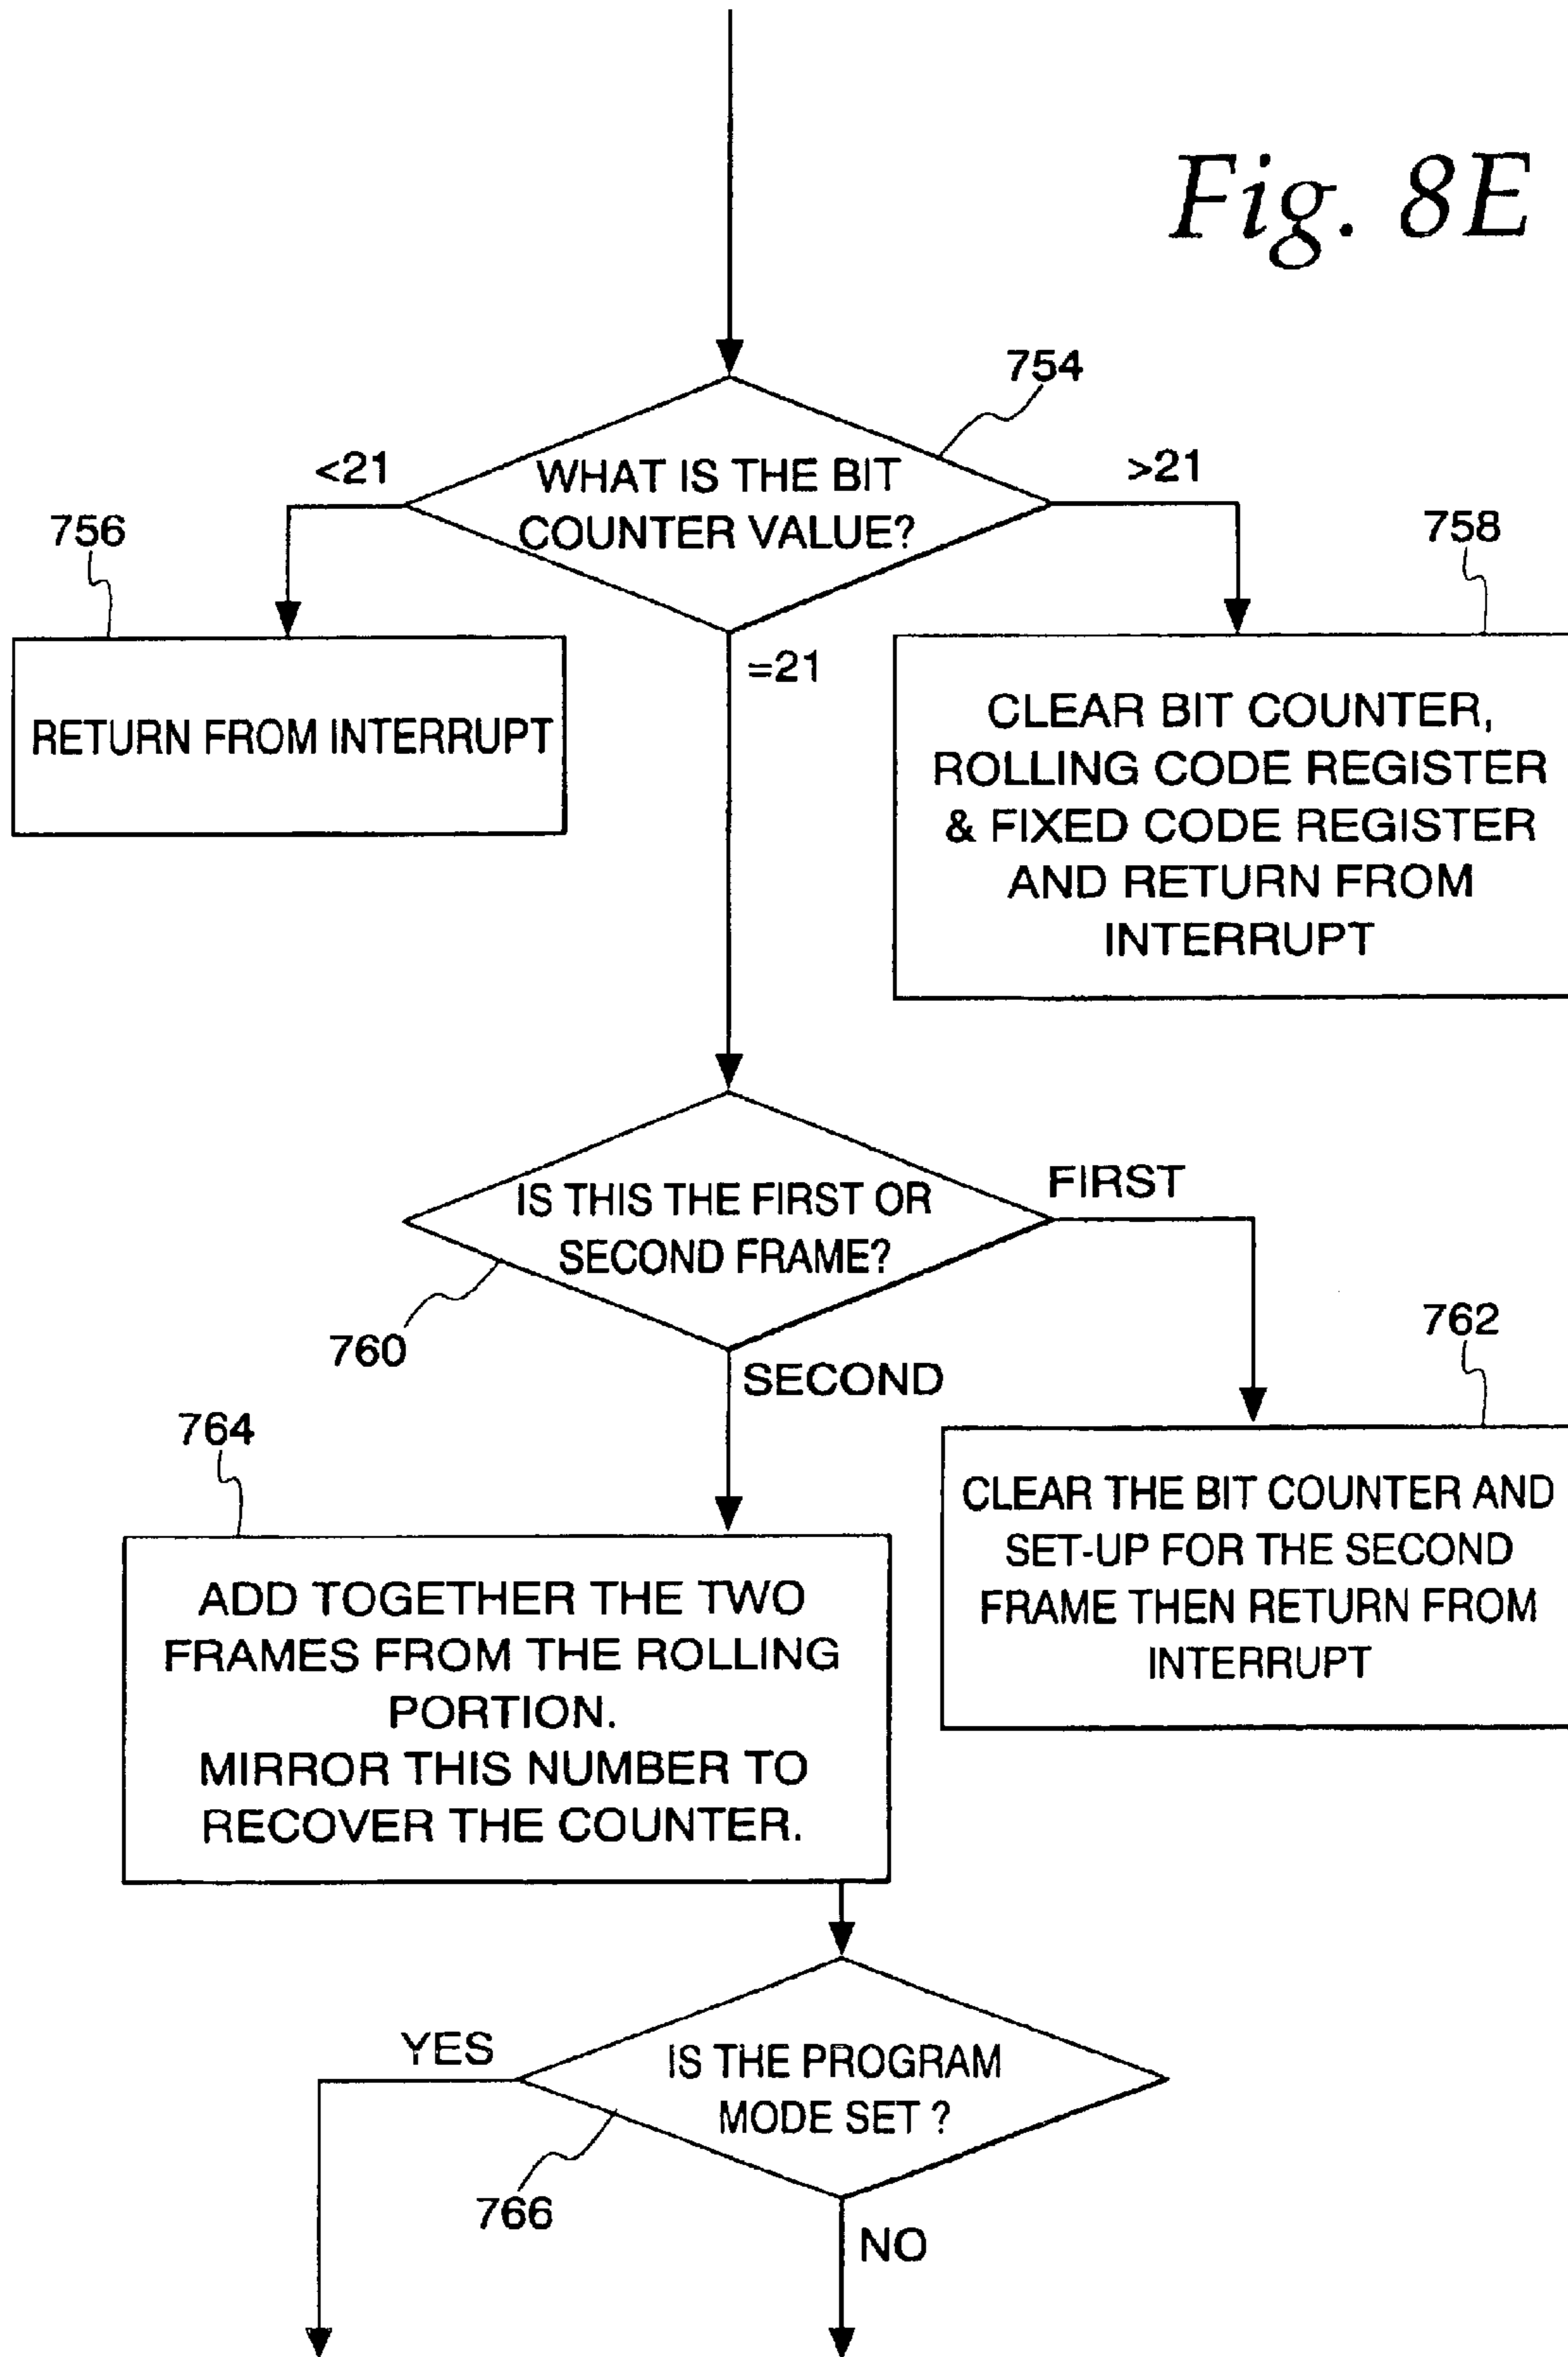 Fig. 8E
754
<21
WHAT IS THE BIT
COUNTER VALUE?
>21
756
758
RETURN FROM INTERRUPT
=21
CLEAR BIT COUNTER,
ROLLING CODE REGISTER
& FIXED CODE REGISTER
AND RETURN FROM
INTERRUPT
IS THIS THE FIRST OR
SECOND FRAME?
FIRST
760
762
SECOND
764
CLEAR THE BIT COUNTER AND
SET-UP FOR THE SECOND
FRAME THEN RETURN FROM
INTERRUPT
ADD TOGETHER THE TWO
FRAMES FROM THE ROLLING
PORTION.
MIRROR THIS NUMBER TO
RECOVER THE COUNTER.
YES
IS THE PROGRAM
MODE SET ?
766
NO